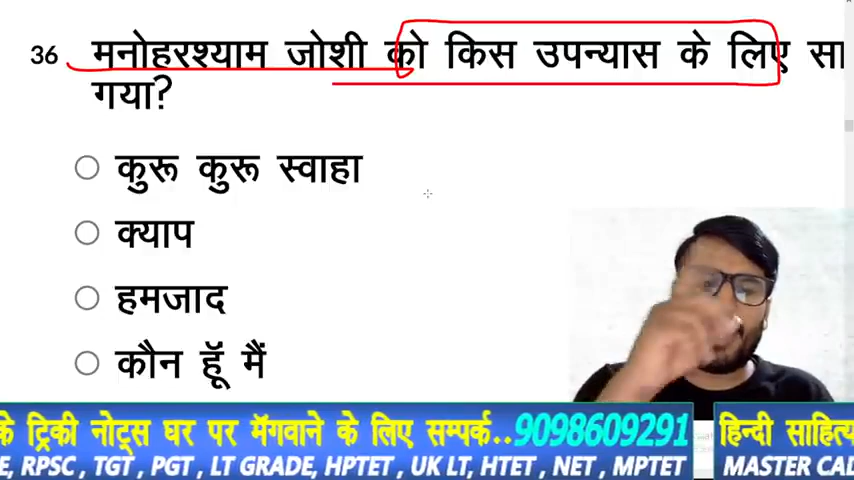 36 मनोहरश्याम जोशी को किस उपन्यास के लिए सा
गया?
कुरू कुरू स्वाहा
क्याप
हमजाद
कौन हूॅ मैं
के ट्रिकी नोट्स घर पर मॅगवाने के लिए सम्पर्क..9098609291 हिन्दी साहित्य
E, RPSC , TGT , PGT , LT GRADE, HPTET , UK LT, HTET , NET , MPTET MASTER CAD